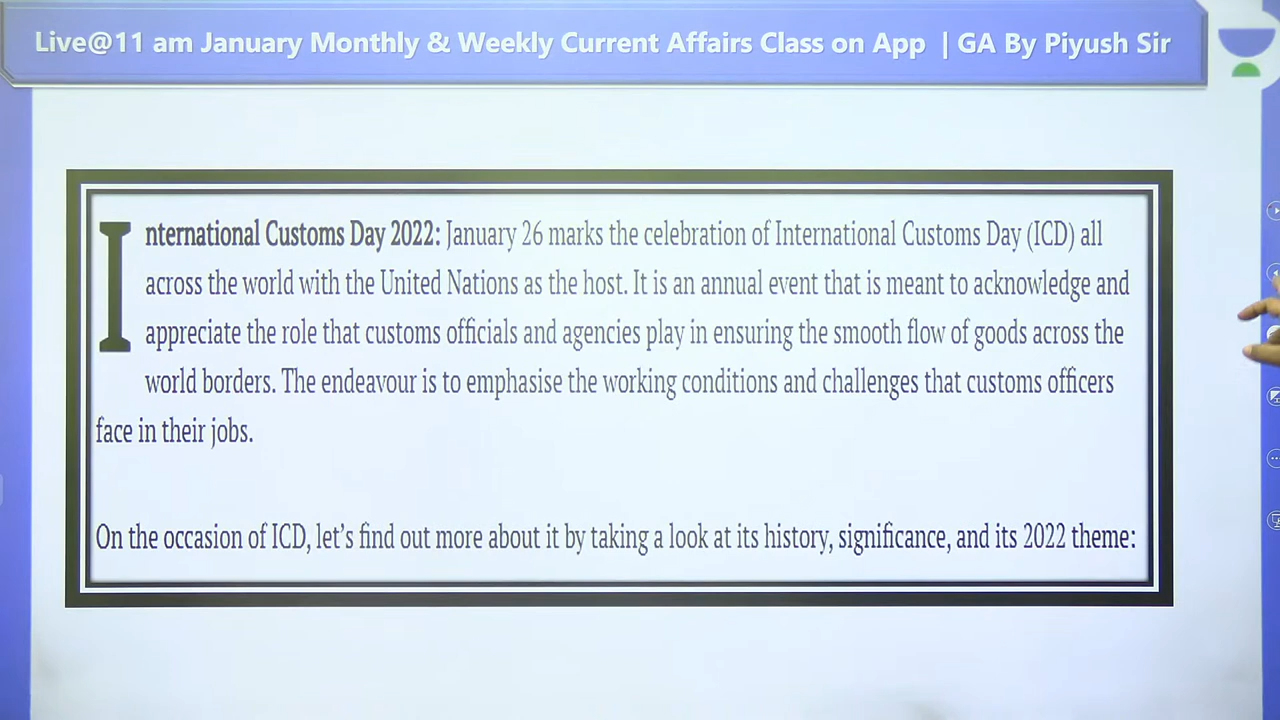 Live@11 am January Monthly & Weekly Current Affairs Class on App | GA By Piyush Sir
International Customs Day 2022: January 26 marks the celebration of International Customs Day (ICD) all
across the world with the United Nations as the host. It is an annual event that is meant to acknowledge and
appreciate the role that customs officials and agencies play in ensuring the smooth flow of goods across the
world borders. The endeavour is to emphasise the working conditions and challenges that customs officers
face in their jobs.
On the occasion of ICD, let's find out more about it by taking a look at its history, significance, and its 2022 theme: